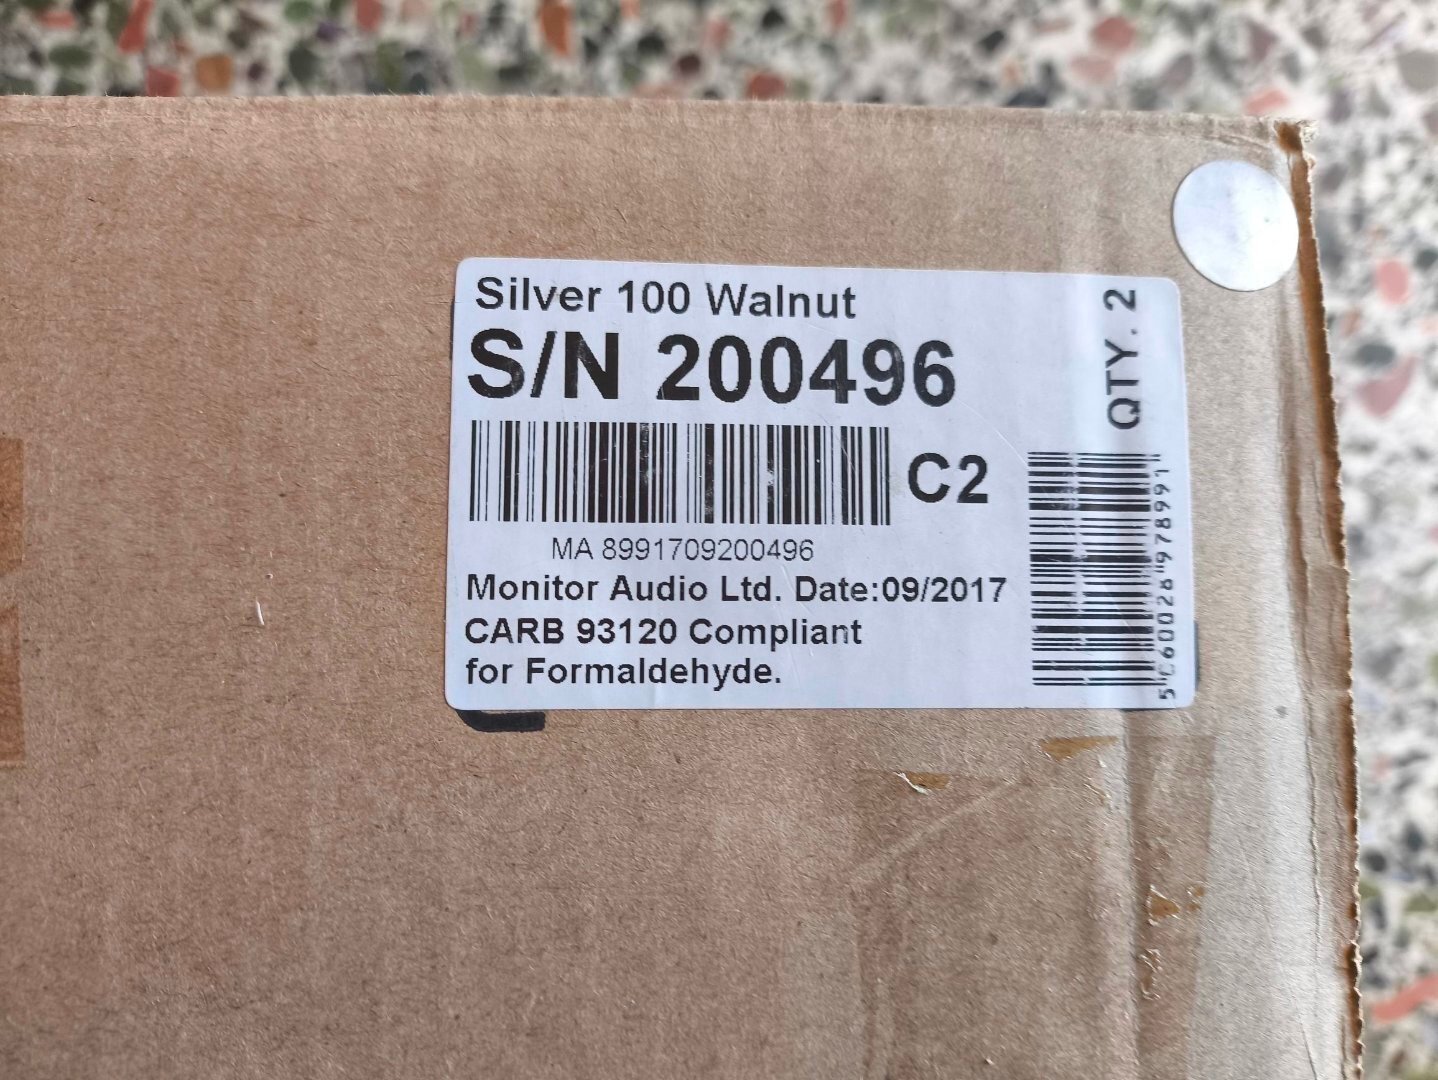 Silver 100 Walnut
S/N 200496
C2
MA 8991709200496
Monitor Audio Ltd. Date:09/2017
CARB 93120 Compliant
for Formaldehyde.
QTY. 2
5060028978991